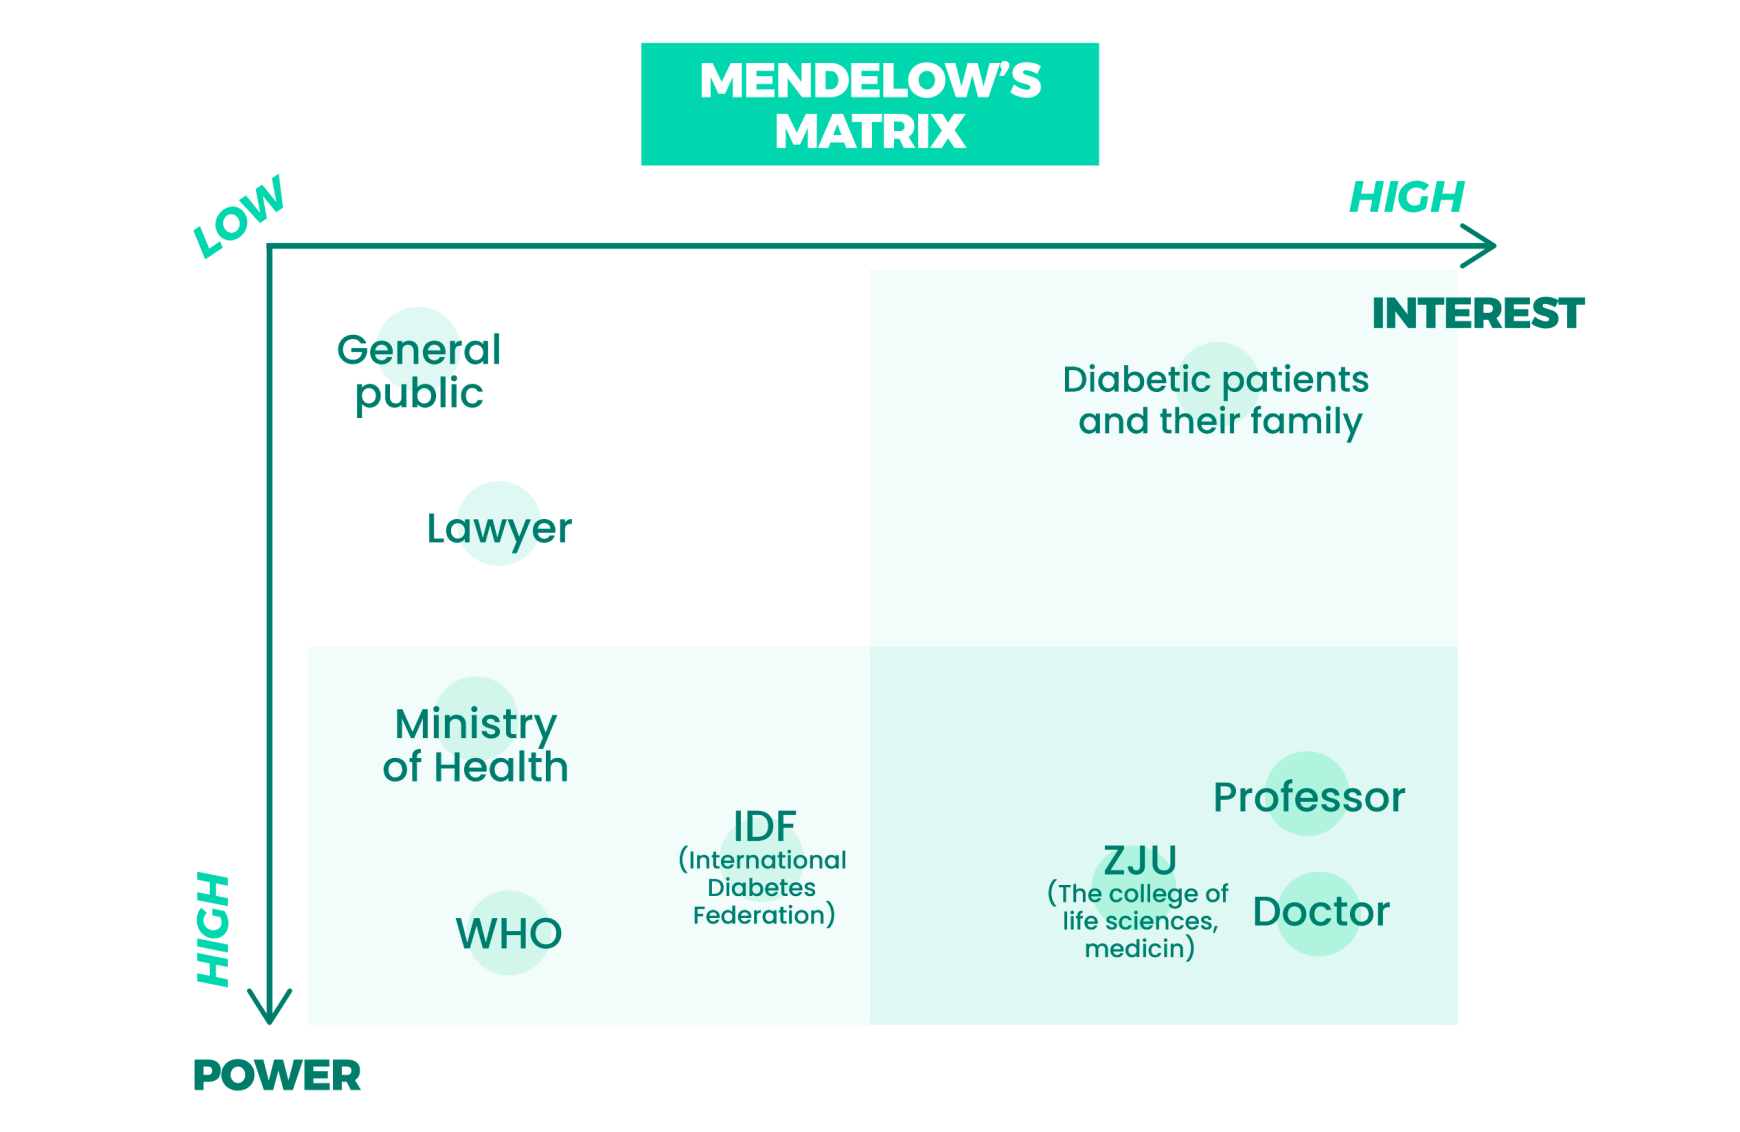 MENDELOW’S
MATRIX
LOW
HIGH
INTEREST
General
public
Diabetic patients
and their family
Lawyer
Ministry
of Health
IDF
(International
Diabetes
Federation)
WHO
Professor
ZJU
(The college of
life sciences,
medicin)
Doctor
HIGH
POWER